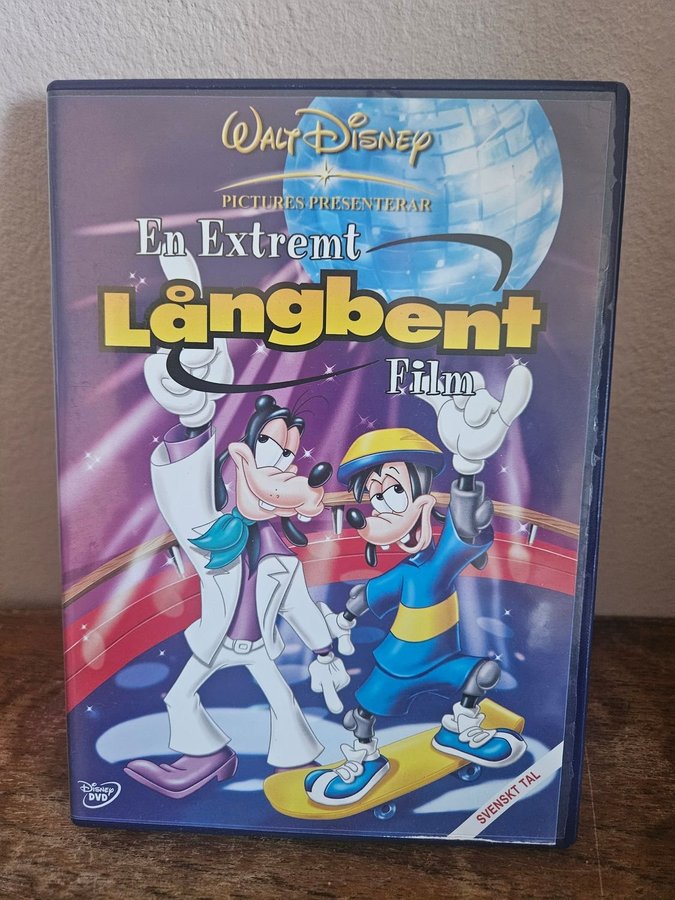 WALT DISNEY
PICTURES PRESENTERAR
En Extremt
Långbent
Film
Disney
DVD
SVENSKT TAL